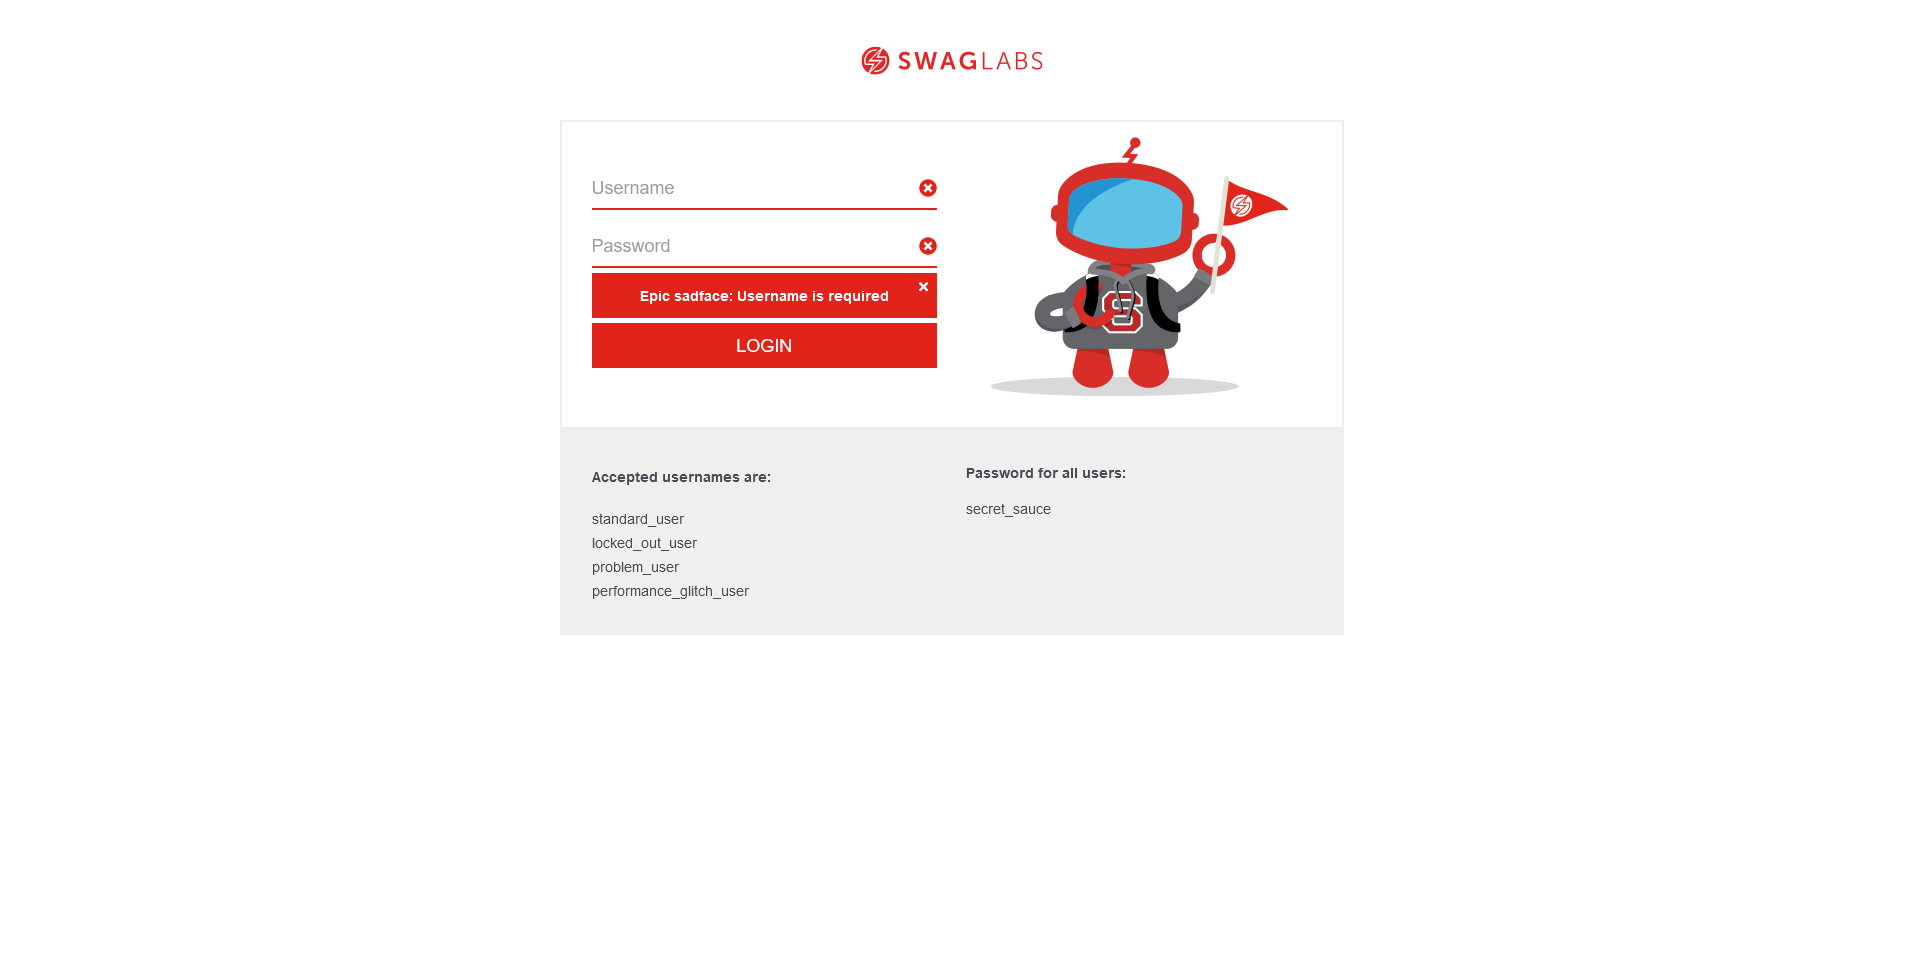 SWAGLABS
Username
Password
Epic sadface: Username is required
LOGIN
S
Accepted usernames are:
standard_user
locked_out_user
problem_user
performance_glitch_user
Password for all users:
secret_sauce